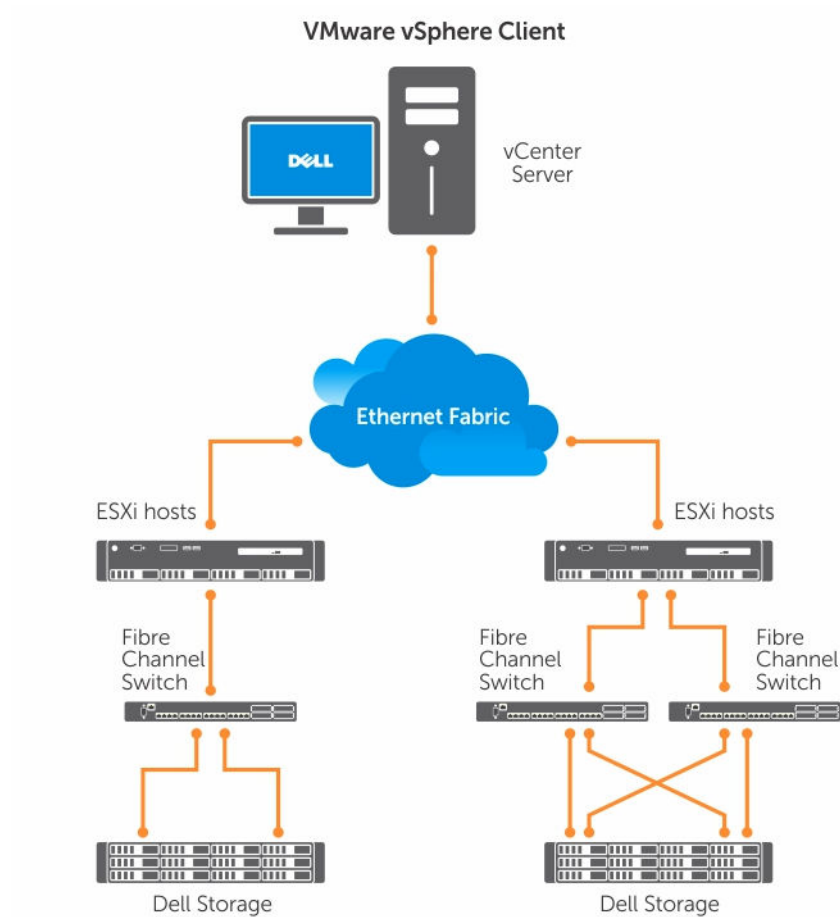 VMware vSphere Client
DELL
vCenter
Server
Ethernet Fabric
ESXi hosts
ESXi hosts
Fibre
Channel
Switch
Fibre
Channel
Switch
Fibre
Channel
Switch
Dell Storage
Dell Storage